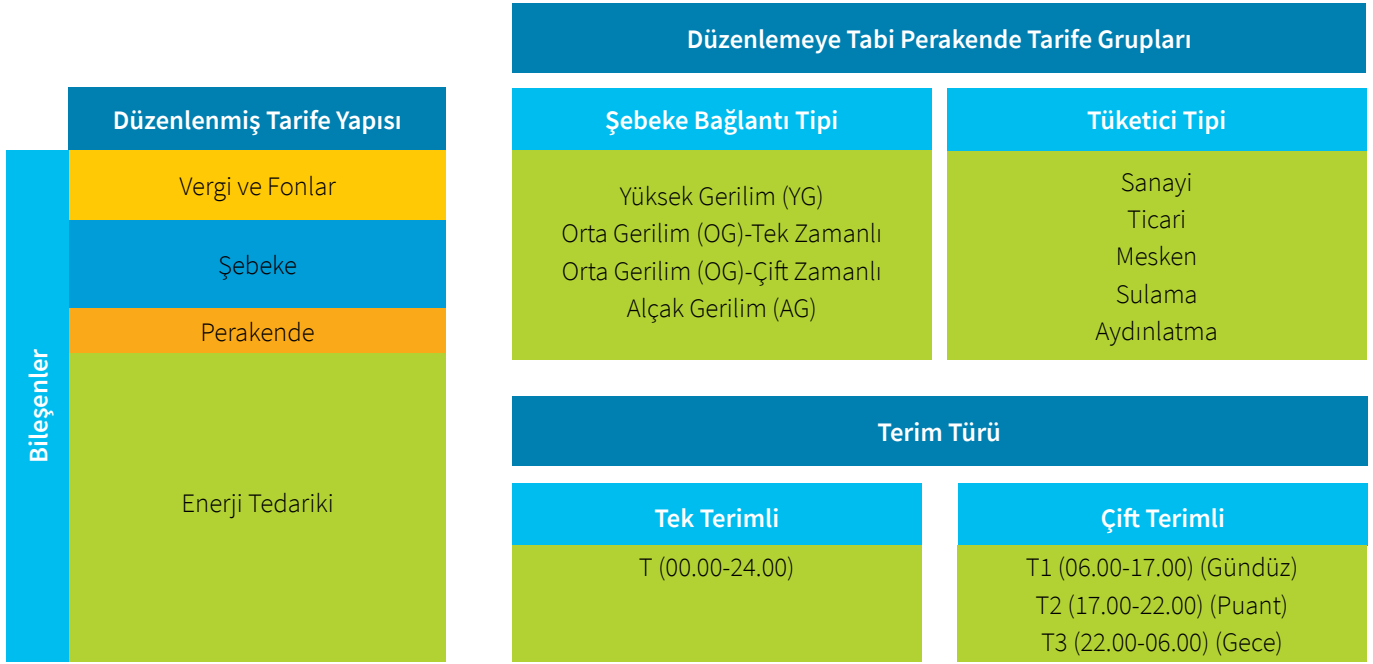 Düzenlenmiş Tarife Yapısı
Bileşenler
Vergi ve Fonlar
Şebeke
Perakende
Enerji Tedariki
Düzenlemeye Tabi Perakende Tarife Grupları
Şebeke Bağlantı Tipi
Yüksek Gerilim (YG)
Orta Gerilim (OG)-Tek Zamanlı
Orta Gerilim (OG)-Çift Zamanlı
Alçak Gerilim (AG)
Tüketici Tipi
Sanayi
Ticari
Mesken
Sulama
Aydınlatma
Terim Türü
Tek Terimli
T (00.00-24.00)
Çift Terimli
T1 (06.00-17.00) (Gündüz)
T2 (17.00-22.00) (Puant)
T3 (22.00-06.00) (Gece)